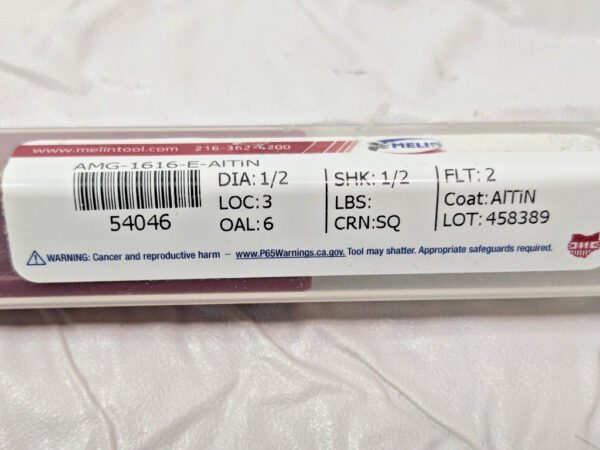 www.melintool.com 216-362-4200
MELIN
AMG-1616-E-AlTiN
DIA: 1/2 SHK: 1/2 FLT: 2
LOC: 3 LBS: Coat: AlTiN
54046 OAL: 6 CRN: SQ LOT: 458389
WARNING: Cancer and reproductive harm – www.P65Warnings.ca.gov. Tool may shatter. Appropriate safeguards required.